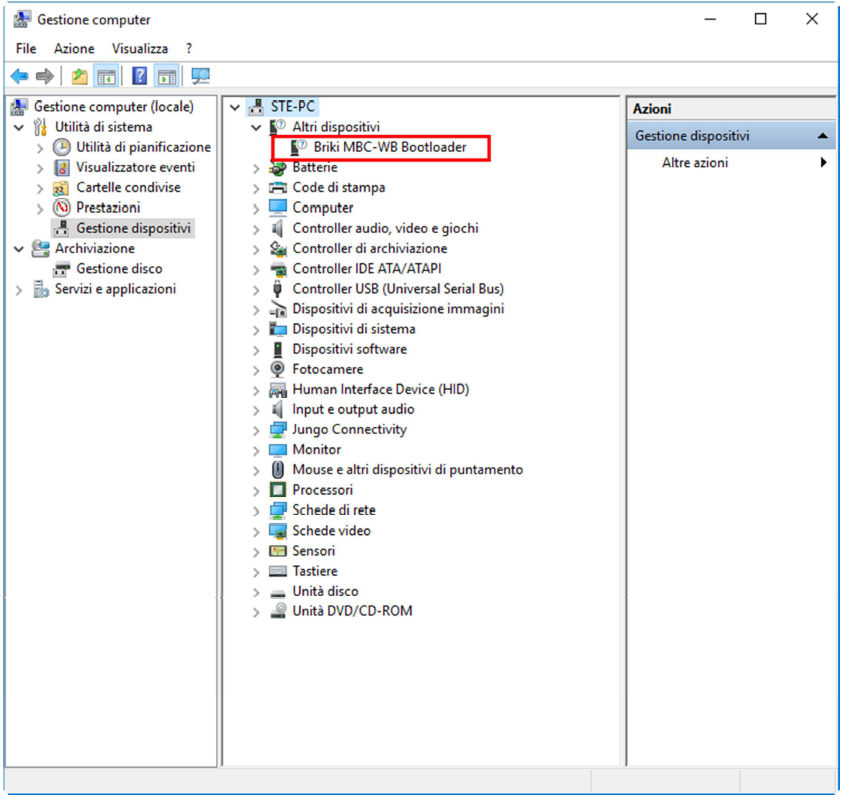 Gestione computer
File Azione Visualizza ?
Gestione computer (locale)
Utilità di sistema
Utilità di pianificazione
Visualizzatore eventi
Cartelle condivise
Prestazioni
Gestione dispositivi
Archiviazione
Gestione disco
Servizi e applicazioni
STE-PC
Altri dispositivi
Briki MBC-WB Bootloader
Batterie
Code di stampa
Computer
Controller audio, video e giochi
Controller di archiviazione
Controller IDE ATA/ATAPI
Controller USB (Universal Serial Bus)
Dispositivi di acquisizione immagini
Dispositivi di sistema
Dispositivi software
Fotocamere
Human Interface Device (HID)
Input e output audio
Jungo Connectivity
Monitor
Mouse e altri dispositivi di puntamento
Processori
Schede di rete
Schede video
Sensori
Tastiere
Unità disco
Unità DVD/CD-ROM
Azioni
Gestione dispositivi
Altre azioni